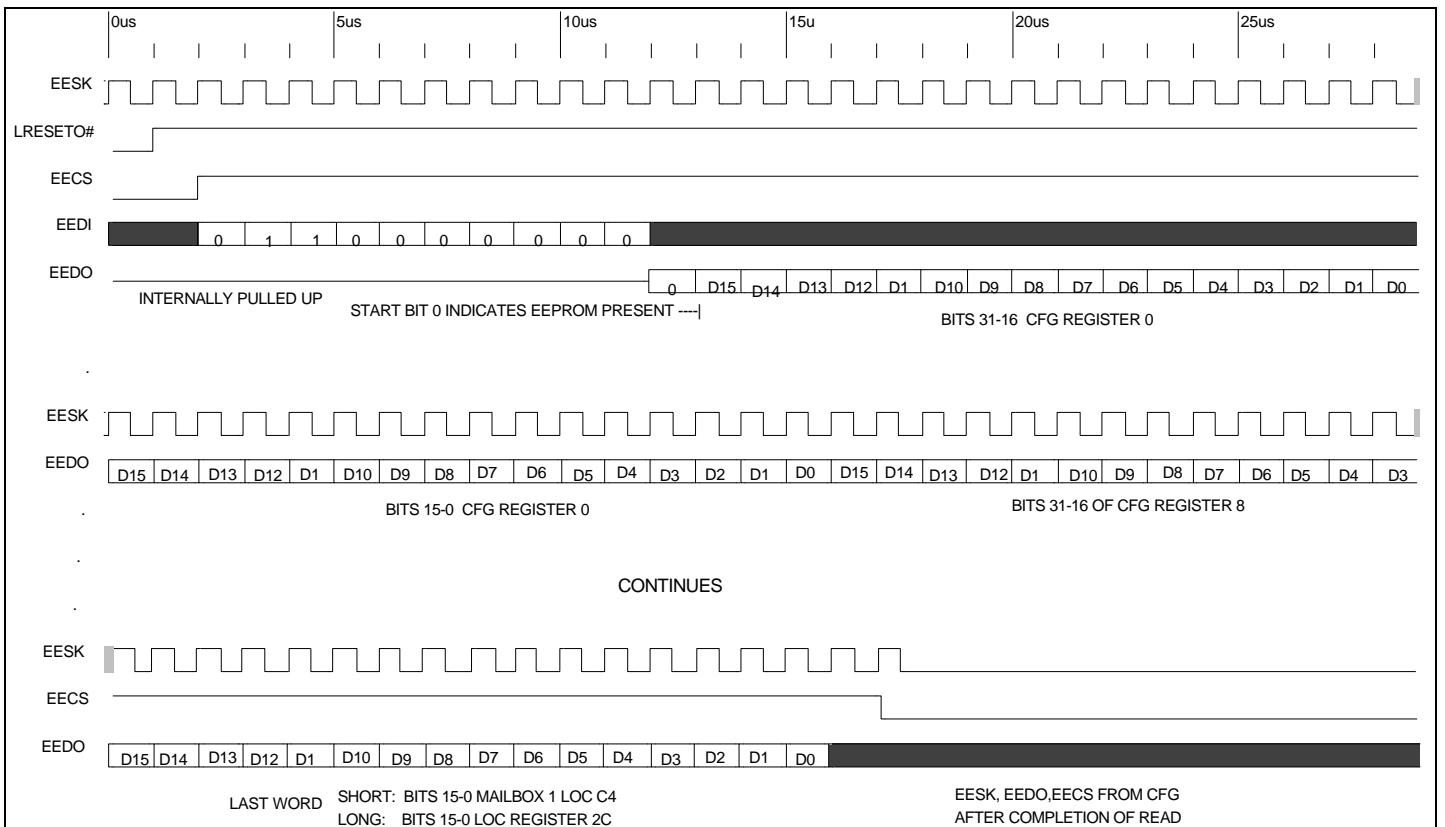 0us 5us 10us 15u 20us 25us
EESK
LRESETO#
EECS
EEDI 0 1 1 0 0 0 0 0 0 0
EEDO 0 D15 D14 D13 D12 D1 D10 D9 D8 D7 D6 D5 D4 D3 D2 D1 D0
INTERNALLY PULLED UP
START BIT 0 INDICATES EEPROM PRESENT ----|
BITS 31-16 CFG REGISTER 0
.
EESK
EEDO D15 D14 D13 D12 D1 D10 D9 D8 D7 D6 D5 D4 D3 D2 D1 D0 D15 D14 D13 D12 D1 D10 D9 D8 D7 D6 D5 D4 D3
. BITS 15-0 CFG REGISTER 0 BITS 31-16 OF CFG REGISTER 8
.
CONTINUES
.
EESK
EECS
EEDO D15 D14 D13 D12 D1 D10 D9 D8 D7 D6 D5 D4 D3 D2 D1 D0
LAST WORD SHORT: BITS 15-0 MAILBOX 1 LOC C4
LONG: BITS 15-0 LOC REGISTER 2C
EESK, EEDO,EECS FROM CFG
AFTER COMPLETION OF READ